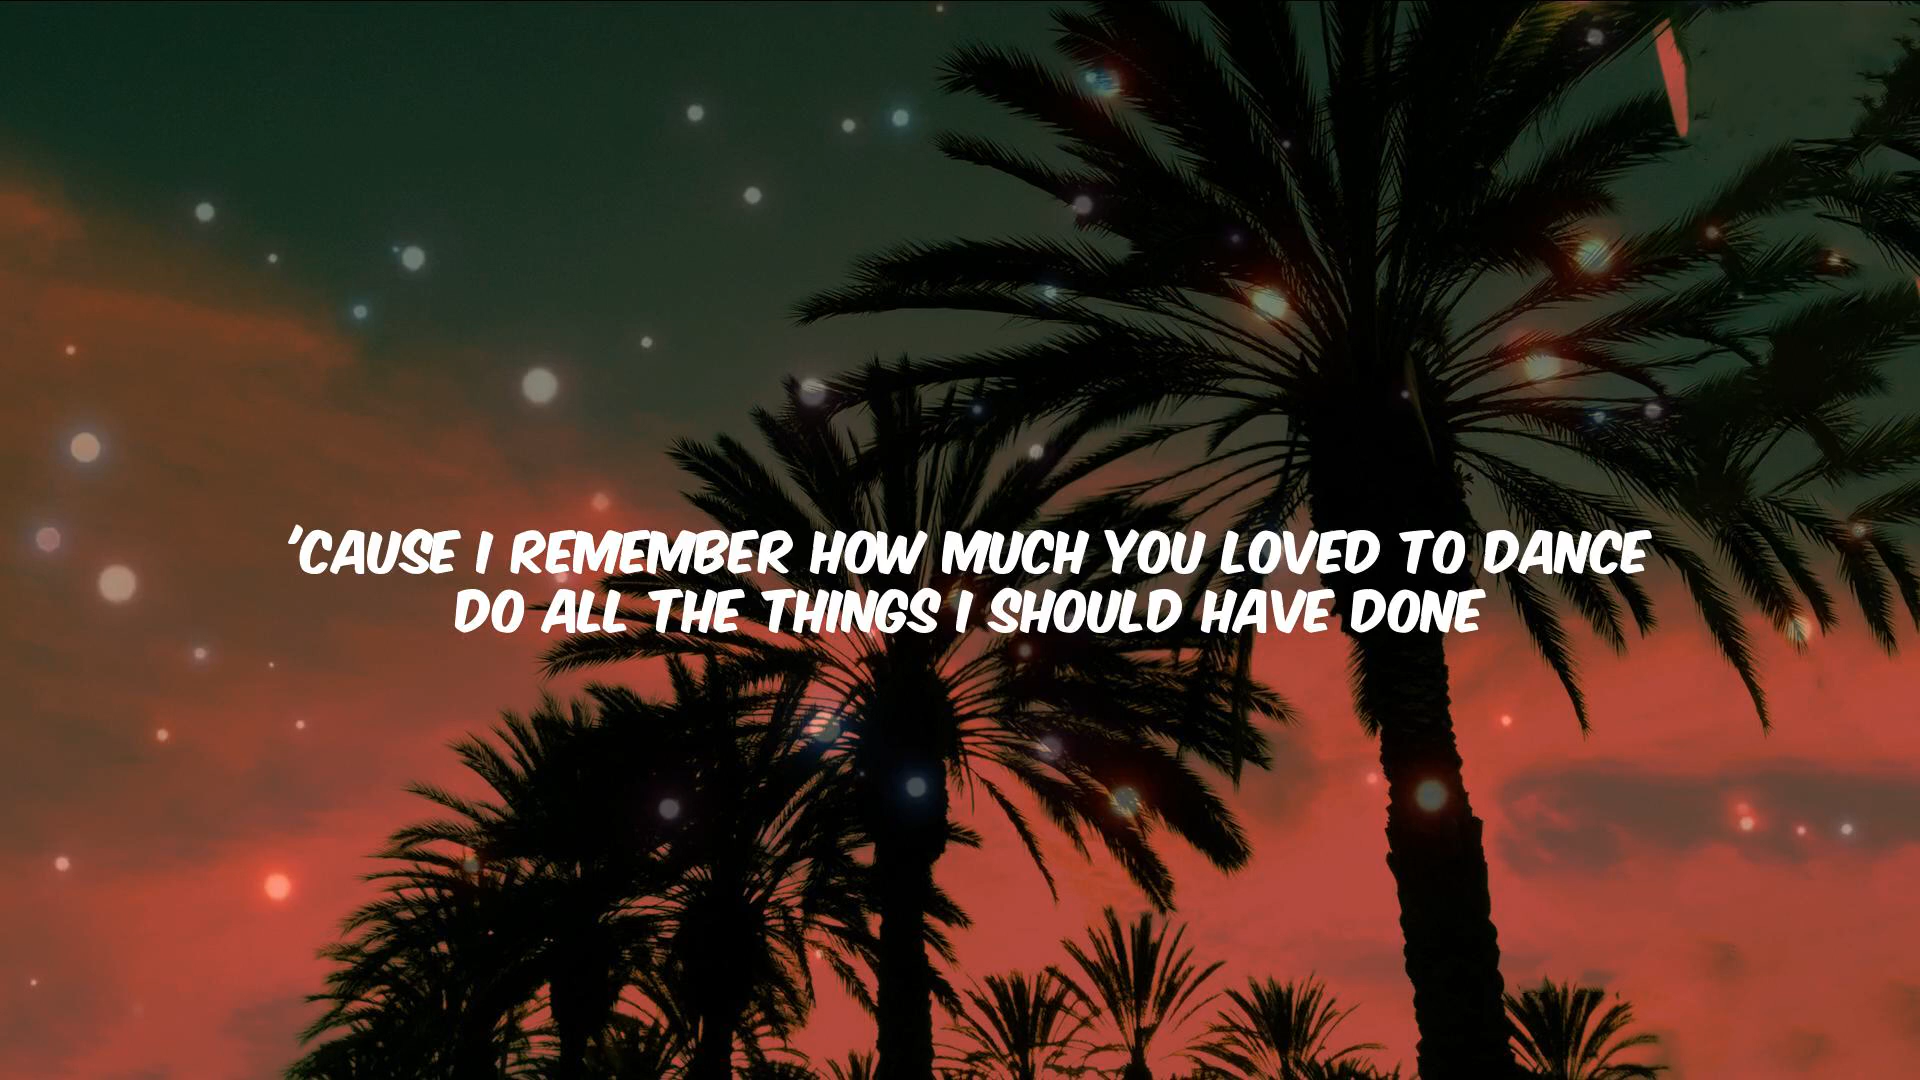 'CAUSE I REMEMBER HOW MUCH YOU LOVED TO DANCE
DO ALL THE THINGS I SHOULD HAVE DONE